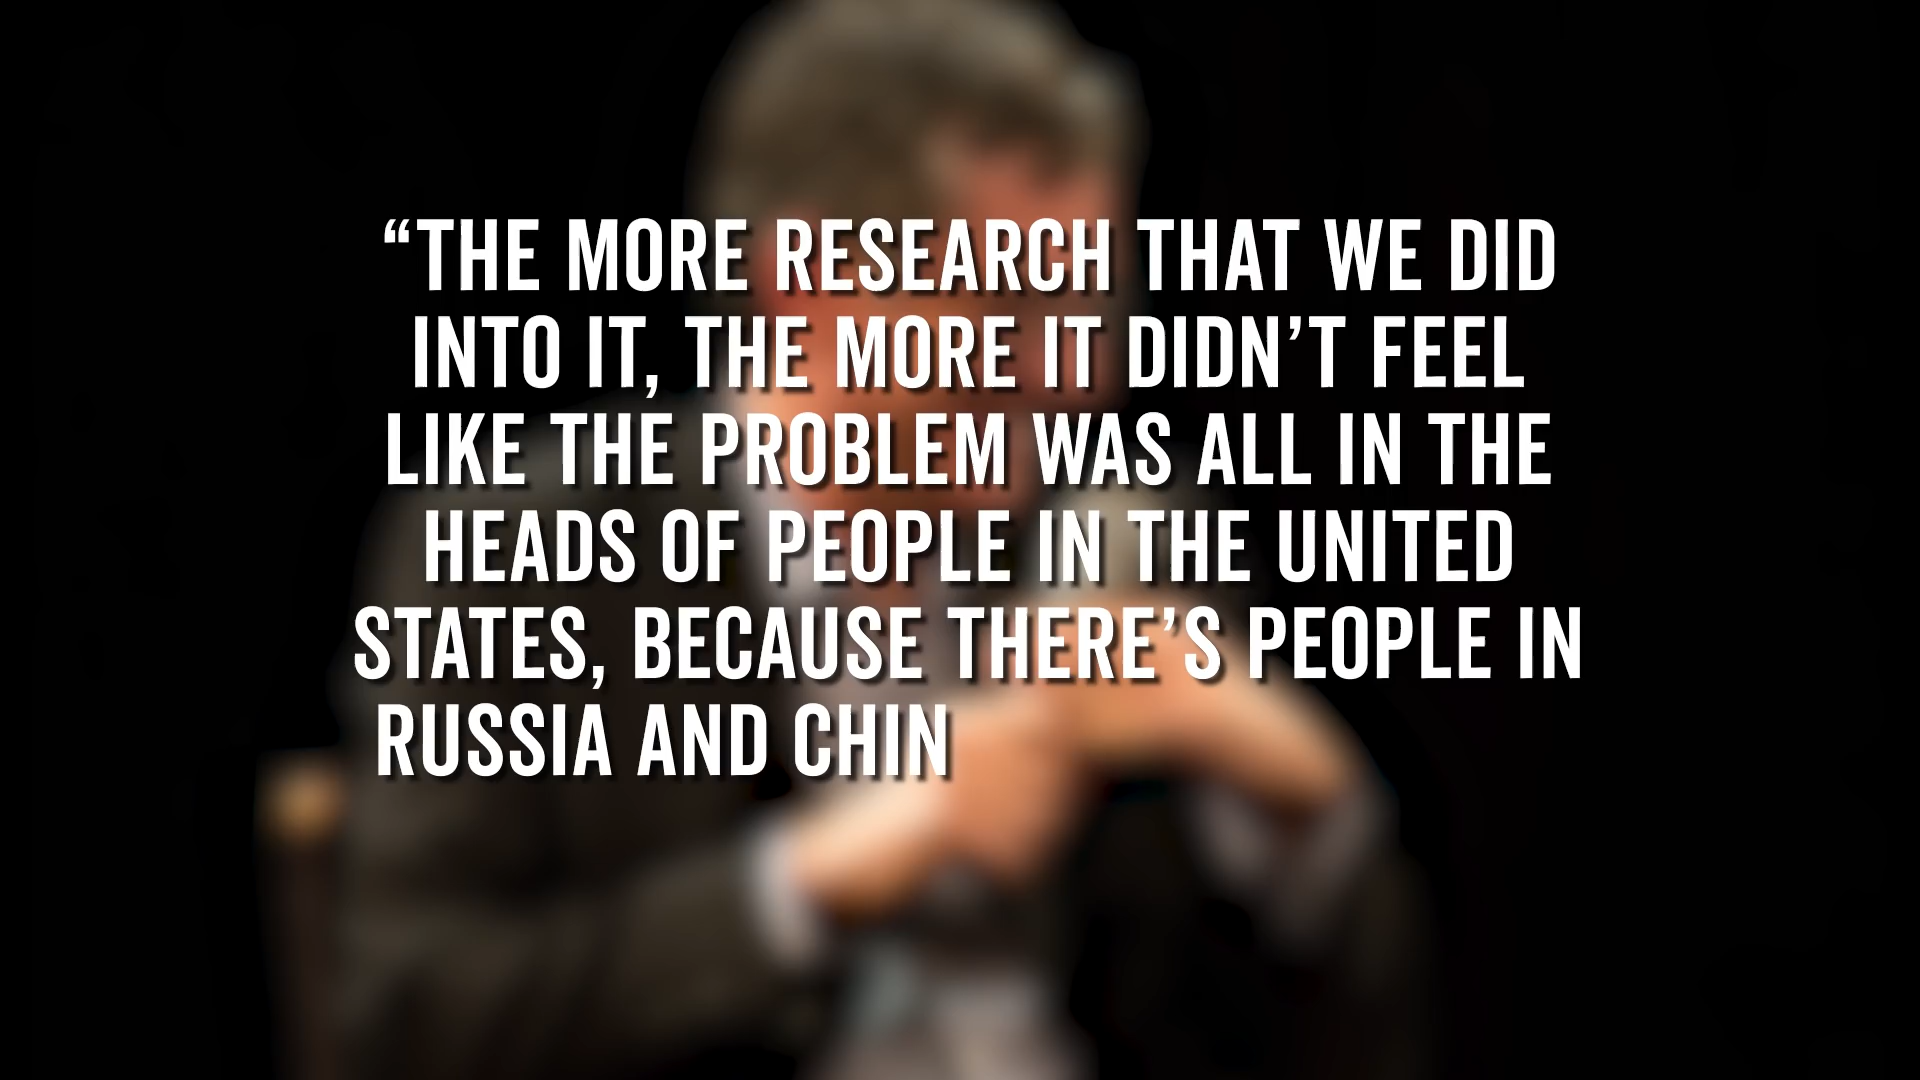 “THE MORE RESEARCH THAT WE DID
INTO IT, THE MORE IT DIDN’T FEEL
LIKE THE PROBLEM WAS ALL IN THE
HEADS OF PEOPLE IN THE UNITED
STATES, BECAUSE THERE’S PEOPLE IN
RUSSIA AND CHIN